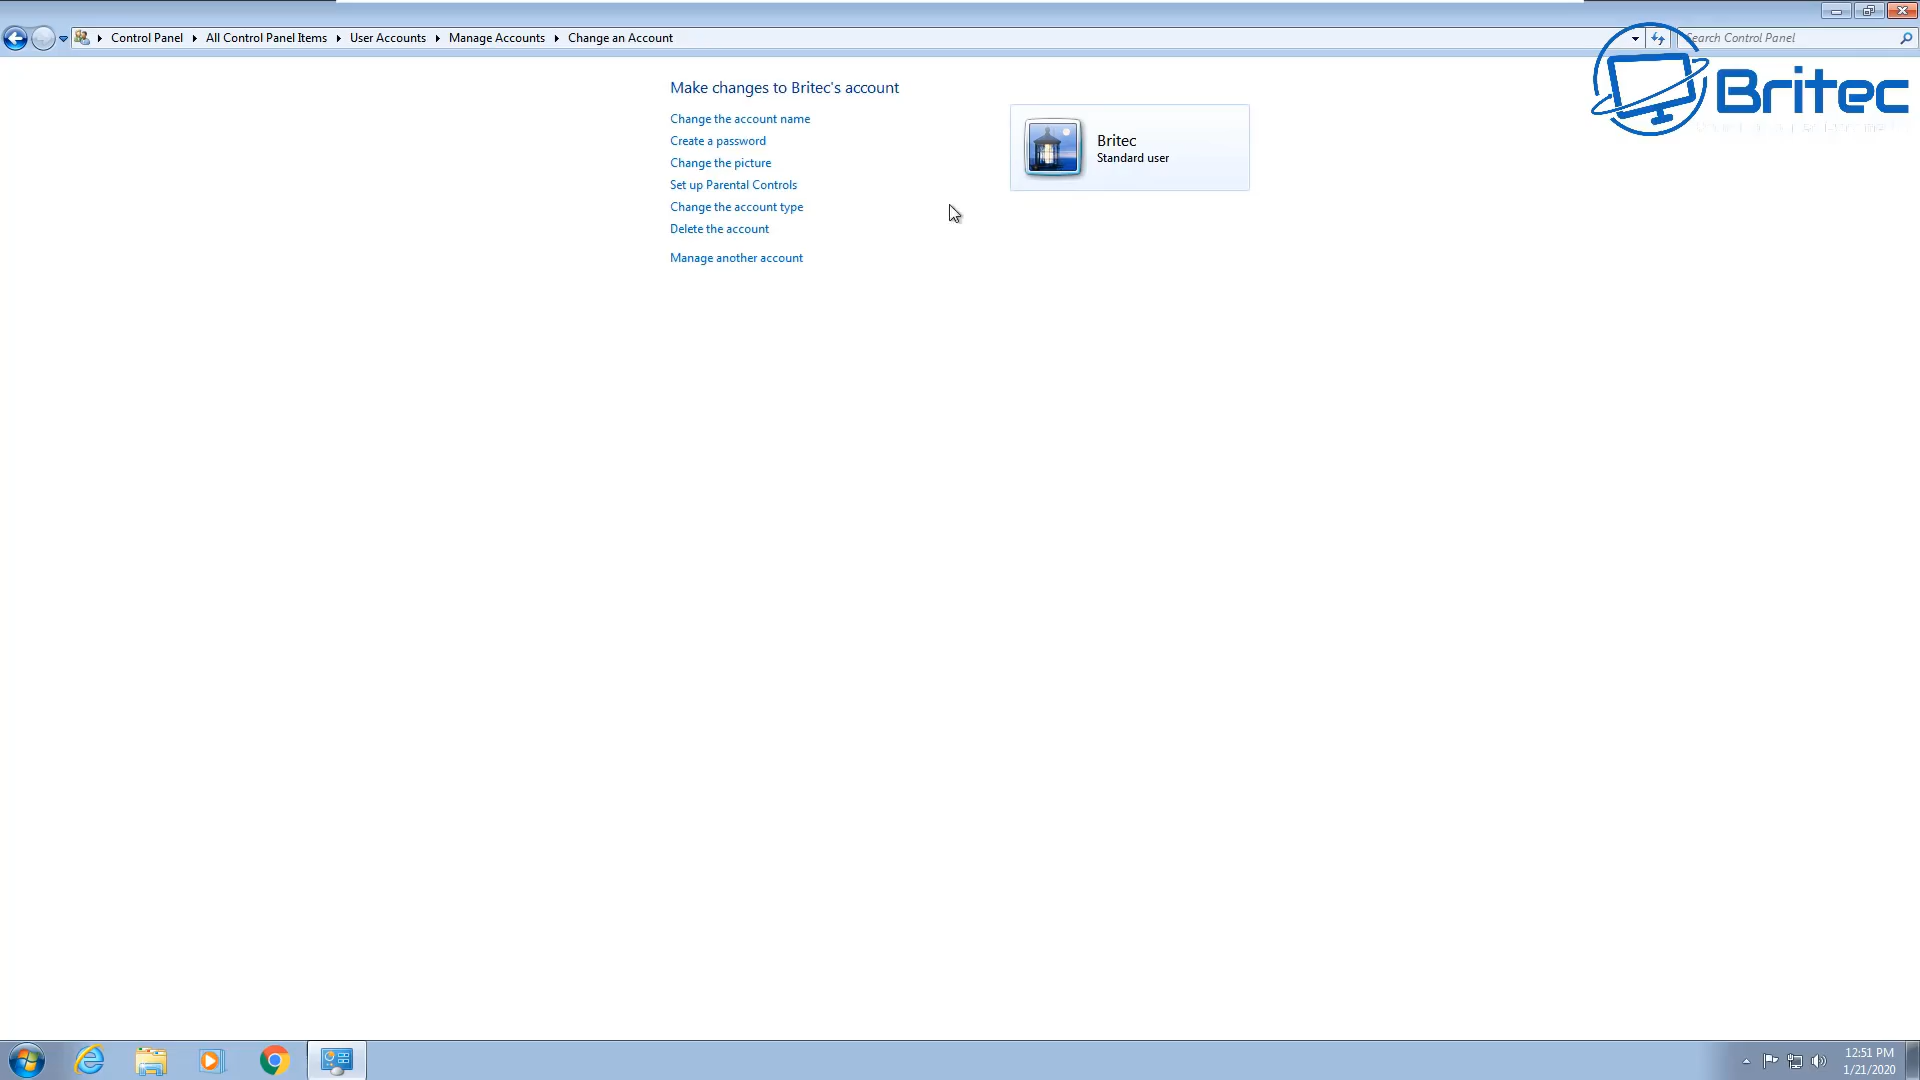 Control Panel All Control Panel Items User Accounts Manage Accounts Change an Account
Search Control Panel
Britec
Make changes to Britec's account
Change the account name
Create a password
Change the picture
Set up Parental Controls
Change the account type
Delete the account
Manage another account
Britec
Standard user
12:51 PM
1/21/2020